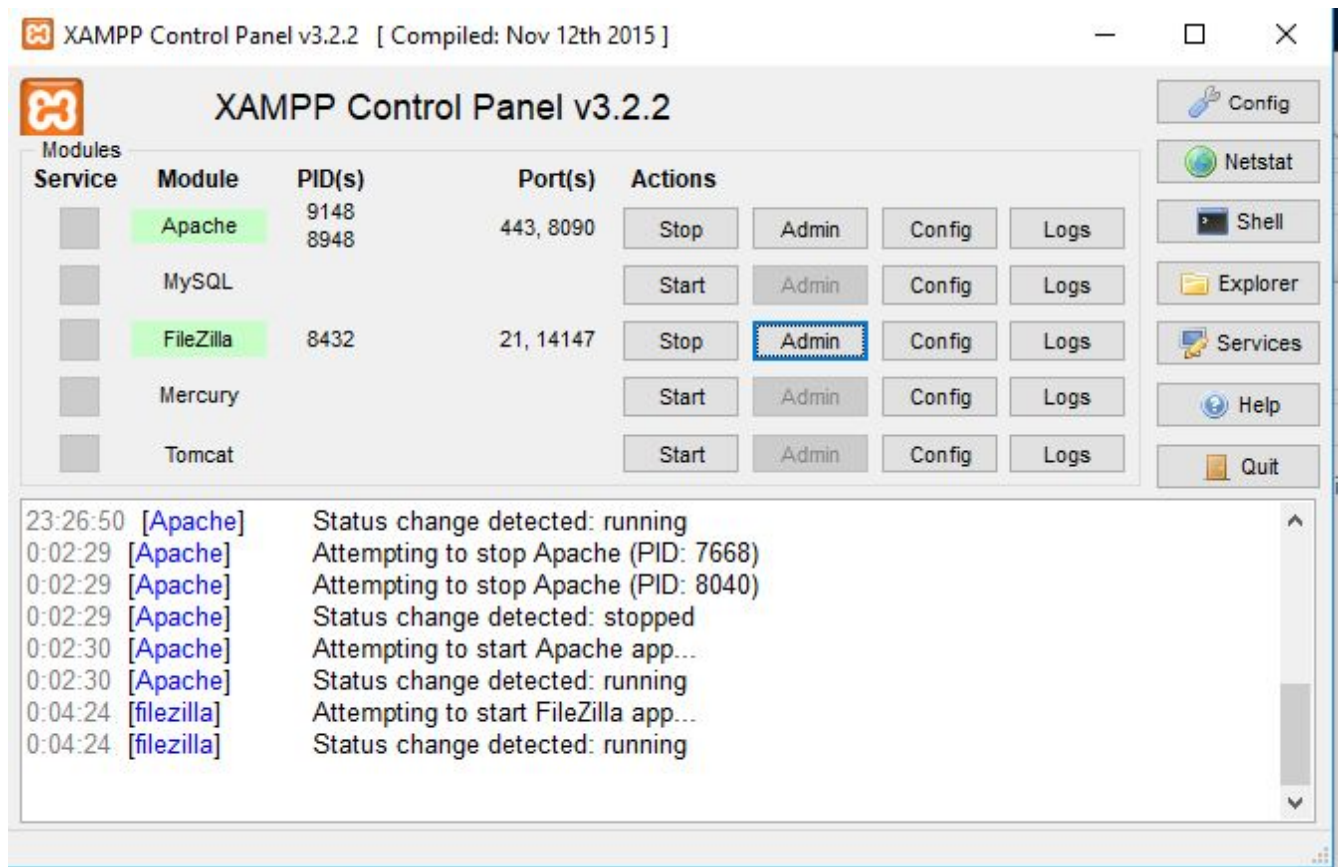 XAMPP Control Panel v3.2.2 [ Compiled: Nov 12th 2015 ]
XAMPP Control Panel v3.2.2
Config
Modules
Service Module PID(s) Port(s) Actions
Netstat
Apache 9148 8948 443, 8090 Stop Admin Config Logs
Shell
MySQL Start Admin Config Logs
Explorer
FileZilla 8432 21, 14147 Stop Admin Config Logs
Services
Mercury Start Admin Config Logs
Help
Tomcat Start Admin Config Logs
Quit
23:26:50 [Apache] Status change detected: running
0:02:29 [Apache] Attempting to stop Apache (PID: 7668)
0:02:29 [Apache] Attempting to stop Apache (PID: 8040)
0:02:29 [Apache] Status change detected: stopped
0:02:30 [Apache] Attempting to start Apache app...
0:02:30 [Apache] Status change detected: running
0:04:24 [filezilla] Attempting to start FileZilla app...
0:04:24 [filezilla] Status change detected: running